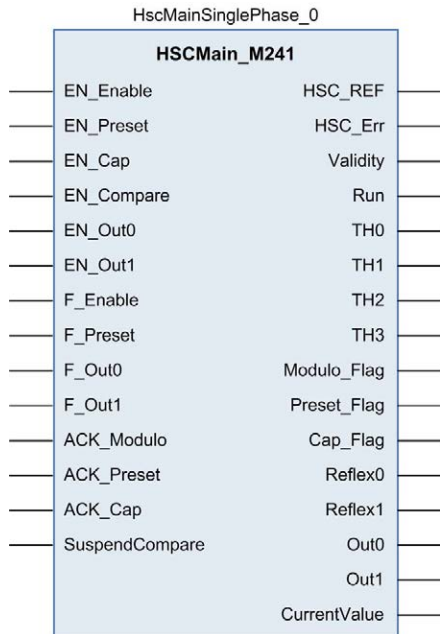 HscMainSinglePhase_0
HSCMain_M241
EN_Enable HSC_REF
EN_Preset HSC_Err
EN_Cap Validity
EN_Compare Run
EN_Out0 TH0
EN_Out1 TH1
F_Enable TH2
F_Preset TH3
F_Out0 Modulo_Flag
F_Out1 Preset_Flag
ACK_Modulo Cap_Flag
ACK_Preset Reflex0
ACK_Cap Reflex1
SuspendCompare Out0
Out1
CurrentValue